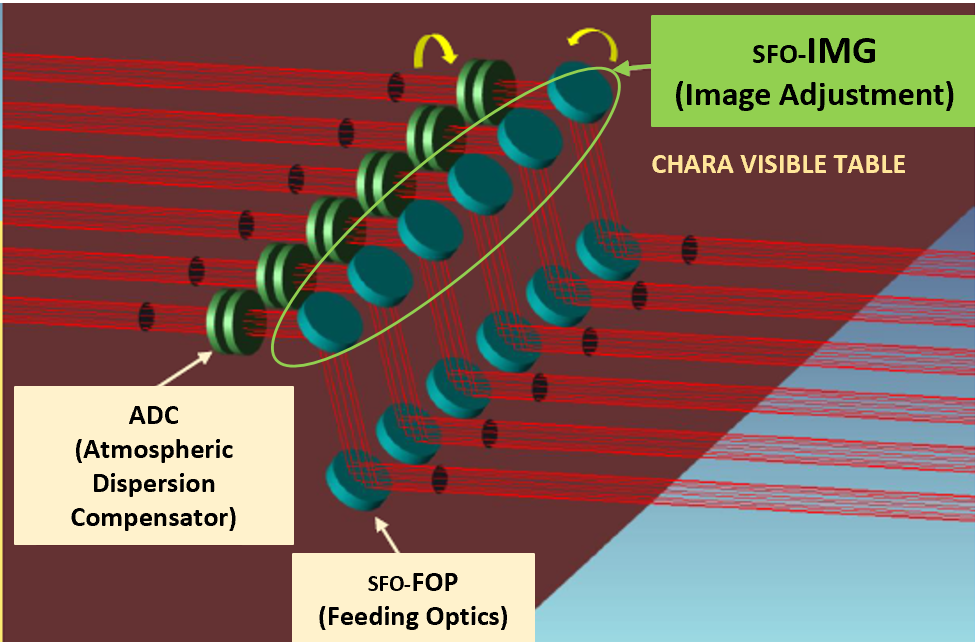 SFO-IMG
(Image Adjustment)
CHARA VISIBLE TABLE
ADC
(Atmospheric
Dispersion
Compensator)
SFO-FOP
(Feeding Optics)